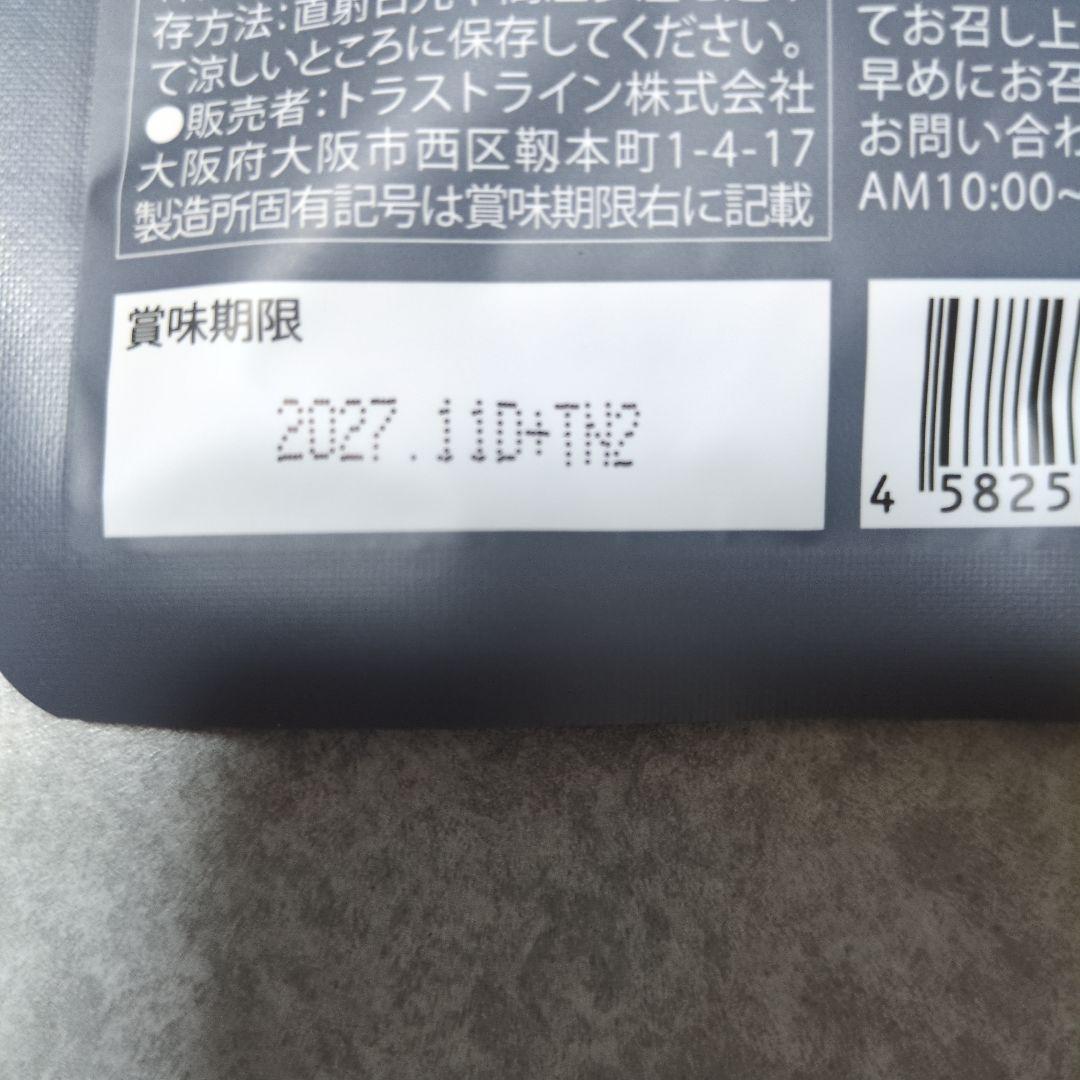 存方法:直射日光や高温多湿を避け
て涼しいところに保存してください。
●販売者:トラストライン株式会社
大阪府大阪市西区靱本町1-4-17
製造所固有記号は賞味期限右に記載
てお召し上
早めにお召
お問い合わ
AM10:00~
賞味期限
2027.11D+TN2
4 5825